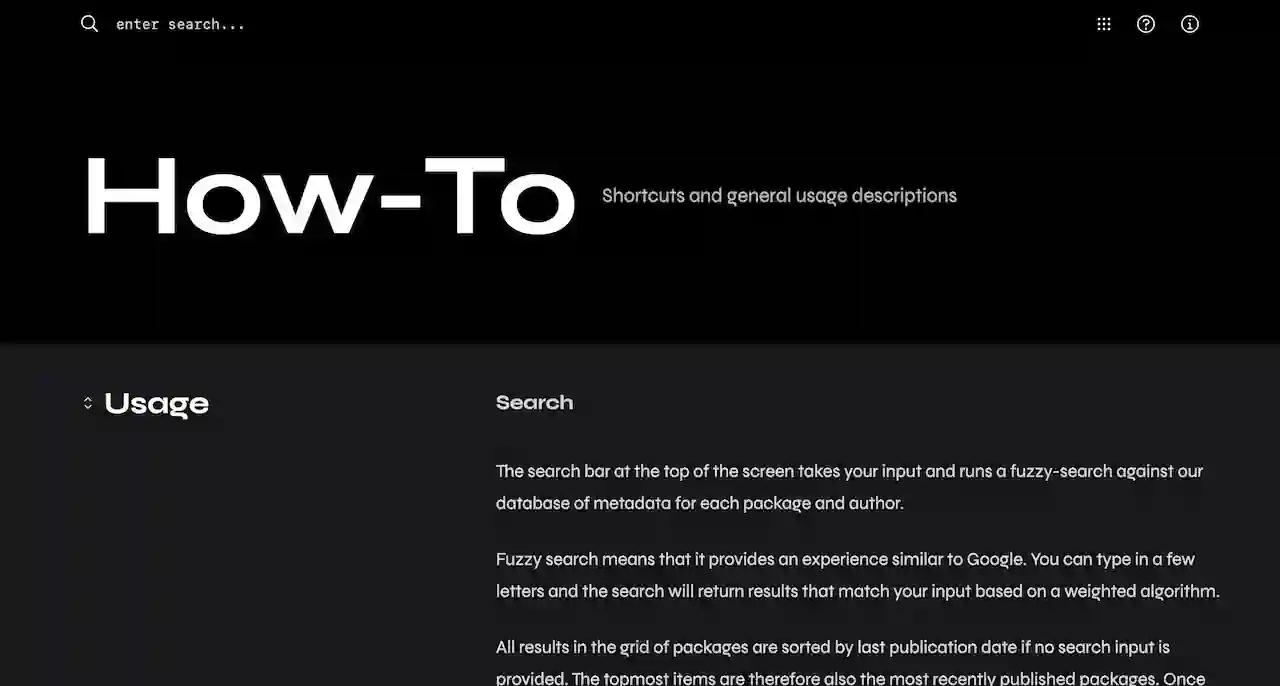 enter search...
How-To
Shortcuts and general usage descriptions
Usage
Search
The search bar at the top of the screen takes your input and runs a fuzzy-search against our
database of metadata for each package and author.
Fuzzy search means that it provides an experience similar to Google. You can type in a few
letters and the search will return results that match your input based on a weighted algorithm.
All results in the grid of packages are sorted by last publication date if no search input is
provided. The topmost items are therefore also the most recently published packages. Once